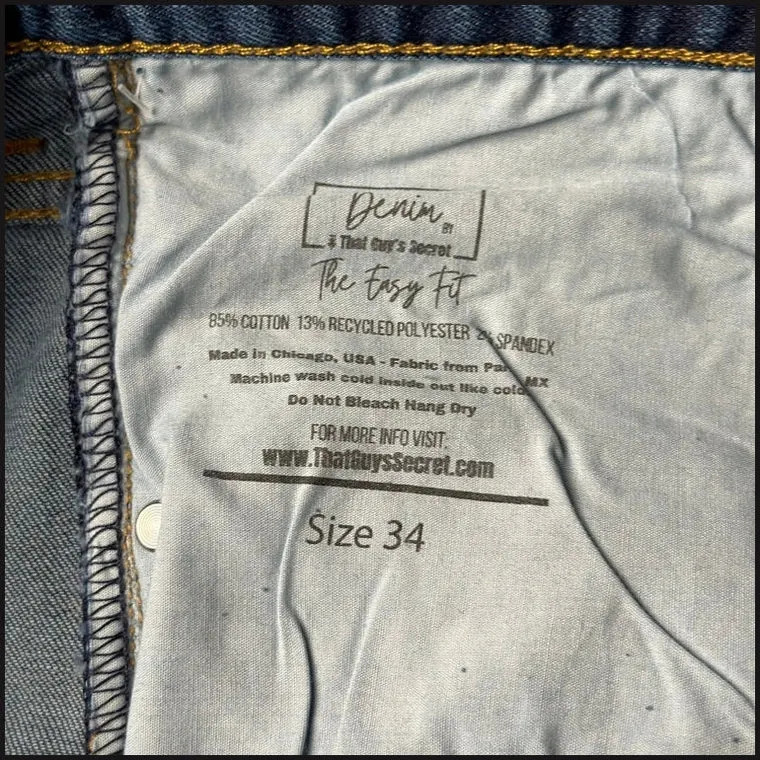 Denim
BY
That Guy's Secret
The Easy Fit
85% COTTON 13% RECYCLED POLYESTER 2% SPANDEX
Made in Chicago, USA - Fabric from MX
Machine wash cold inside out like
Do Not Bleach Hang Dry
FOR MORE INFO VISIT:
www.ThatGuysSecret.com
Size 34